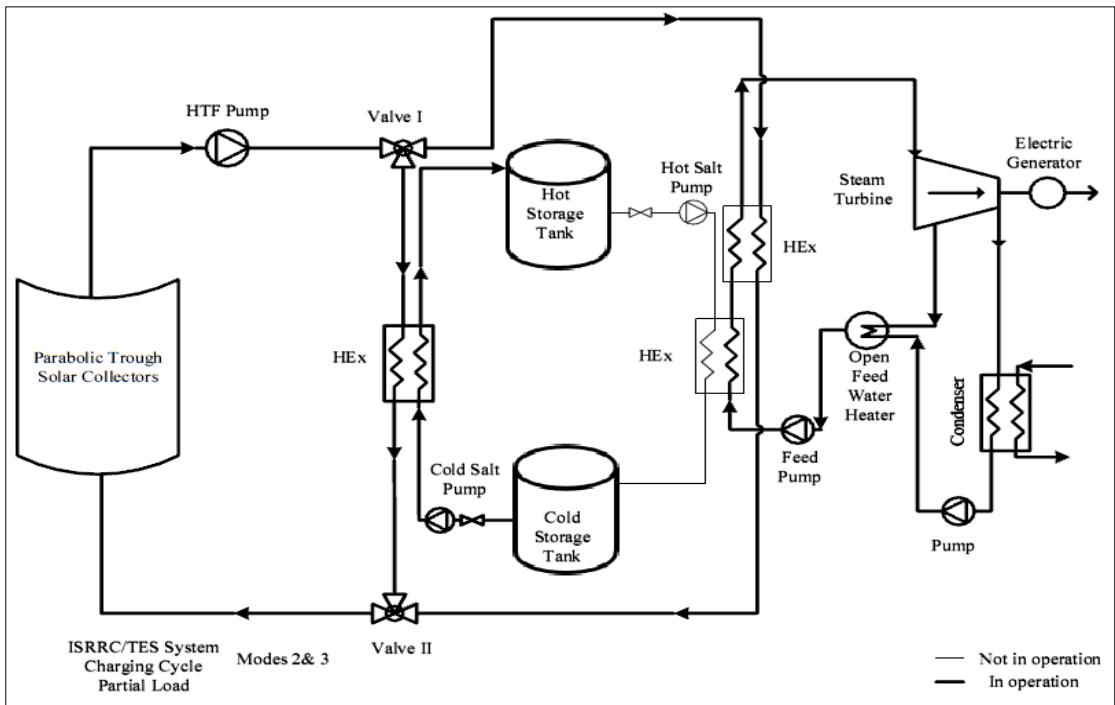 HTF Pump
Valve I
Hot
Storage
Tank
Hot Salt
Pump
Steam
Turbine
Electric
Generator
HEx
Parabolic Trough
Solar Collectors
HEx
HEx
Open
Feed
Water
Heater
Condenser
Feed
Pump
Cold Salt
Pump
Cold
Storage
Tank
Pump
Valve II
ISRRC/TES System
Charging Cycle
Partial Load
Modes 2& 3
Not in operation
In operation